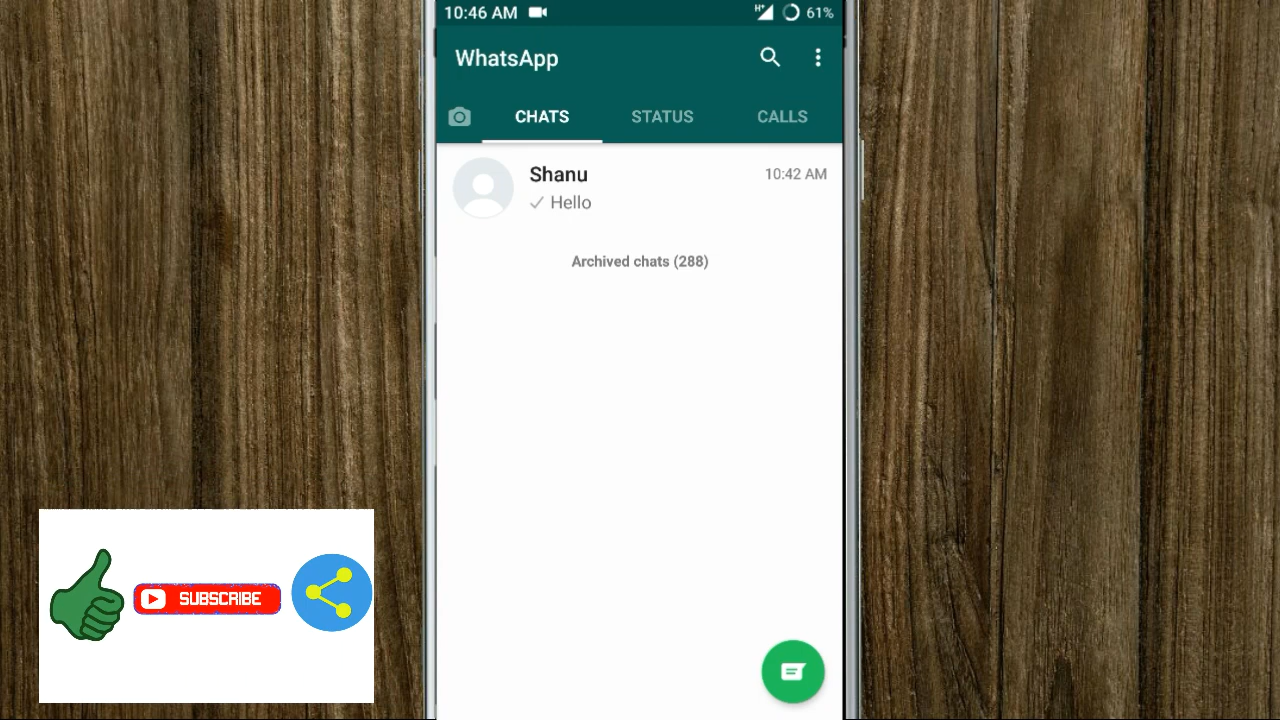 10:46 AM
H+ 61%
WhatsApp
CHATS STATUS CALLS
Shanu 10:42 AM
Hello
Archived chats (288)
SUBSCRIBE